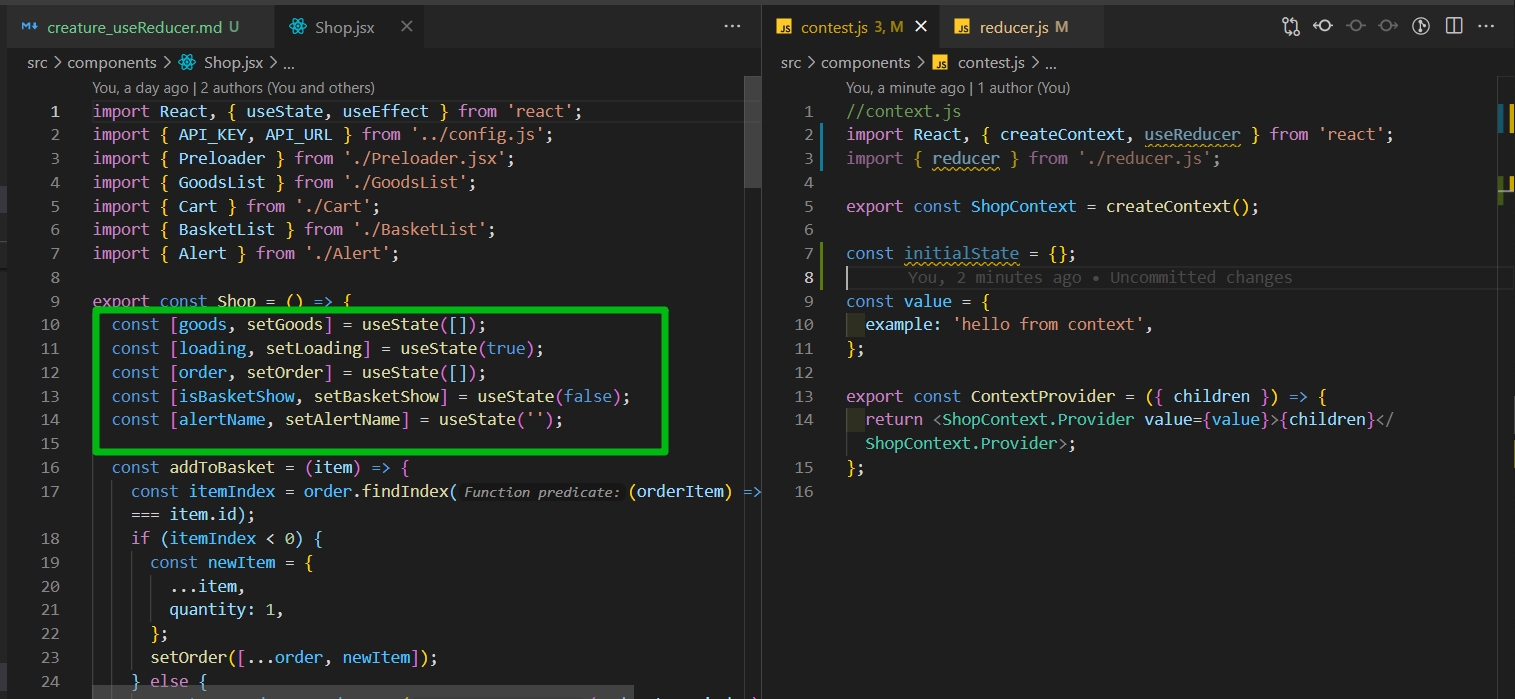 creature_useReducer.md U
Shop.jsx
src > components > Shop.jsx > ...
You, a day ago | 2 authors (You and others)
1 import React, { useState, useEffect } from 'react';
2 import { API_KEY, API_URL } from '../config.js';
3 import { Preloader } from './Preloader.jsx';
4 import { GoodsList } from './GoodsList';
5 import { Cart } from './Cart';
6 import { BasketList } from './BasketList';
7 import { Alert } from './Alert';
8
9 export const Shop = () => {
10 const [goods, setGoods] = useState([]);
11 const [loading, setLoading] = useState(true);
12 const [order, setOrder] = useState([]);
13 const [isBasketShow, setBasketShow] = useState(false);
14 const [alertName, setAlertName] = useState('');
15
16 const addToBasket = (item) => {
17 const itemIndex = order.findIndex( Function predicate: (orderItem) =>
=== item.id);
18 if (itemIndex < 0) {
19 const newItem = {
20 ...item,
21 quantity: 1,
22 };
23 setOrder([...order, newItem]);
24 } else {
contest.js 3, M
reducer.js M
src > components > contest.js > ...
You, a minute ago | 1 author (You)
1 //context.js
2 import React, { createContext, useReducer } from 'react';
3 import { reducer } from './reducer.js';
4
5 export const ShopContext = createContext();
6
7 const initialState = {};
8 You, 2 minutes ago • Uncommitted changes
9 const value = {
10 example: 'hello from context',
11 };
12
13 export const ContextProvider = ({ children }) => {
14 return <ShopContext.Provider value={value}>{children}</
ShopContext.Provider>;
15 };
16